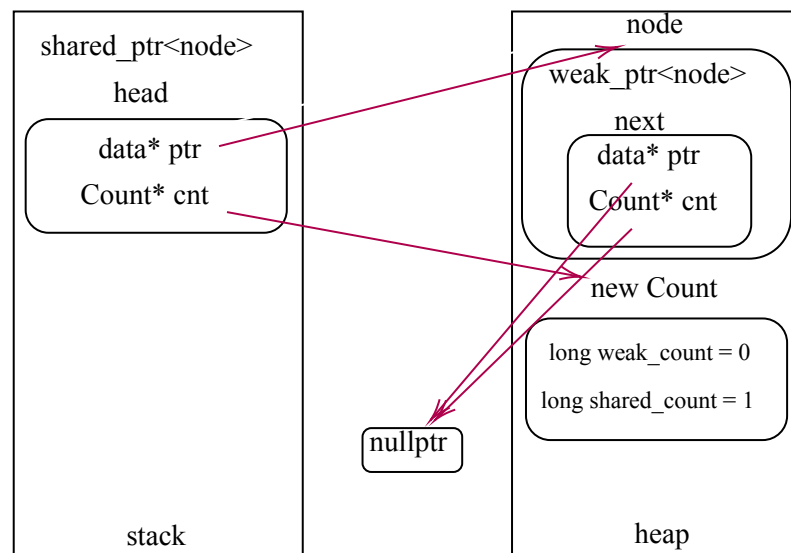 shared_ptr<node>
head
data* ptr
Count* cnt
stack
nullptr
node
weak_ptr<node>
next
data* ptr
Count* cnt
new Count
long weak_count = 0
long shared_count = 1
heap